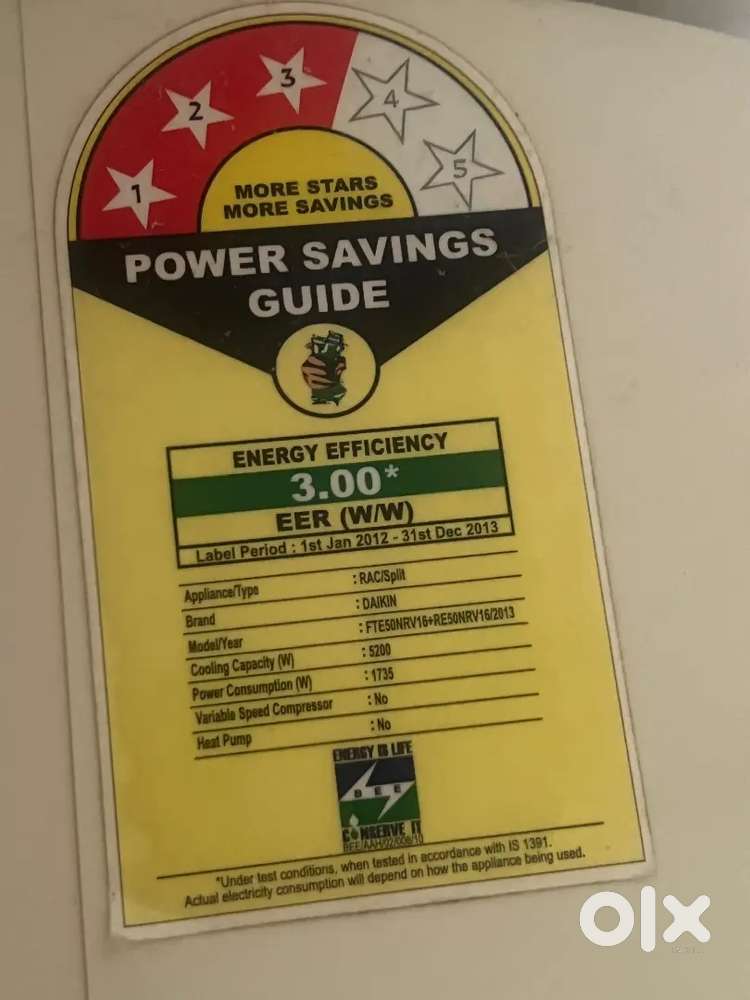 1 2 3 4 5
MORE STARS
MORE SAVINGS
POWER SAVINGS
GUIDE
ENERGY EFFICIENCY
3.00*
EER (W/W)
Label Period : 1st Jan 2012 - 31st Dec 2013
Appliance/Type : RAC/Split
Brand : DAIKIN
Model/Year : FTE50NRV16+RE50NRV16/2013
Cooling Capacity (W) : 5200
Power Consumption (W) : 1735
Variable Speed Compressor : No
Heat Pump : No
ENERGY IS LIFE
BEE
CONSERVE IT
*Under test conditions, when tested in accordance with IS 1391.
Actual electricity consumption will depend on how the appliance being used.
olx